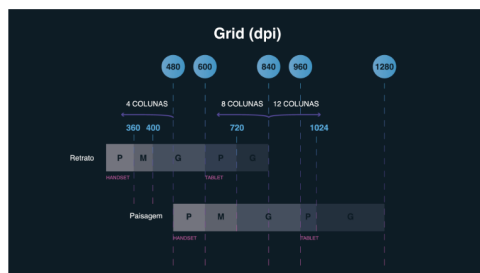 Grid (dpi)
480 600 840 960 1280
4 COLUNAS 8 COLUNAS 12 COLUNAS
360 400 720 1024
Retrato P M G P G
HANDSET TABLET
Paisagem P M G P G
HANDSET TABLET